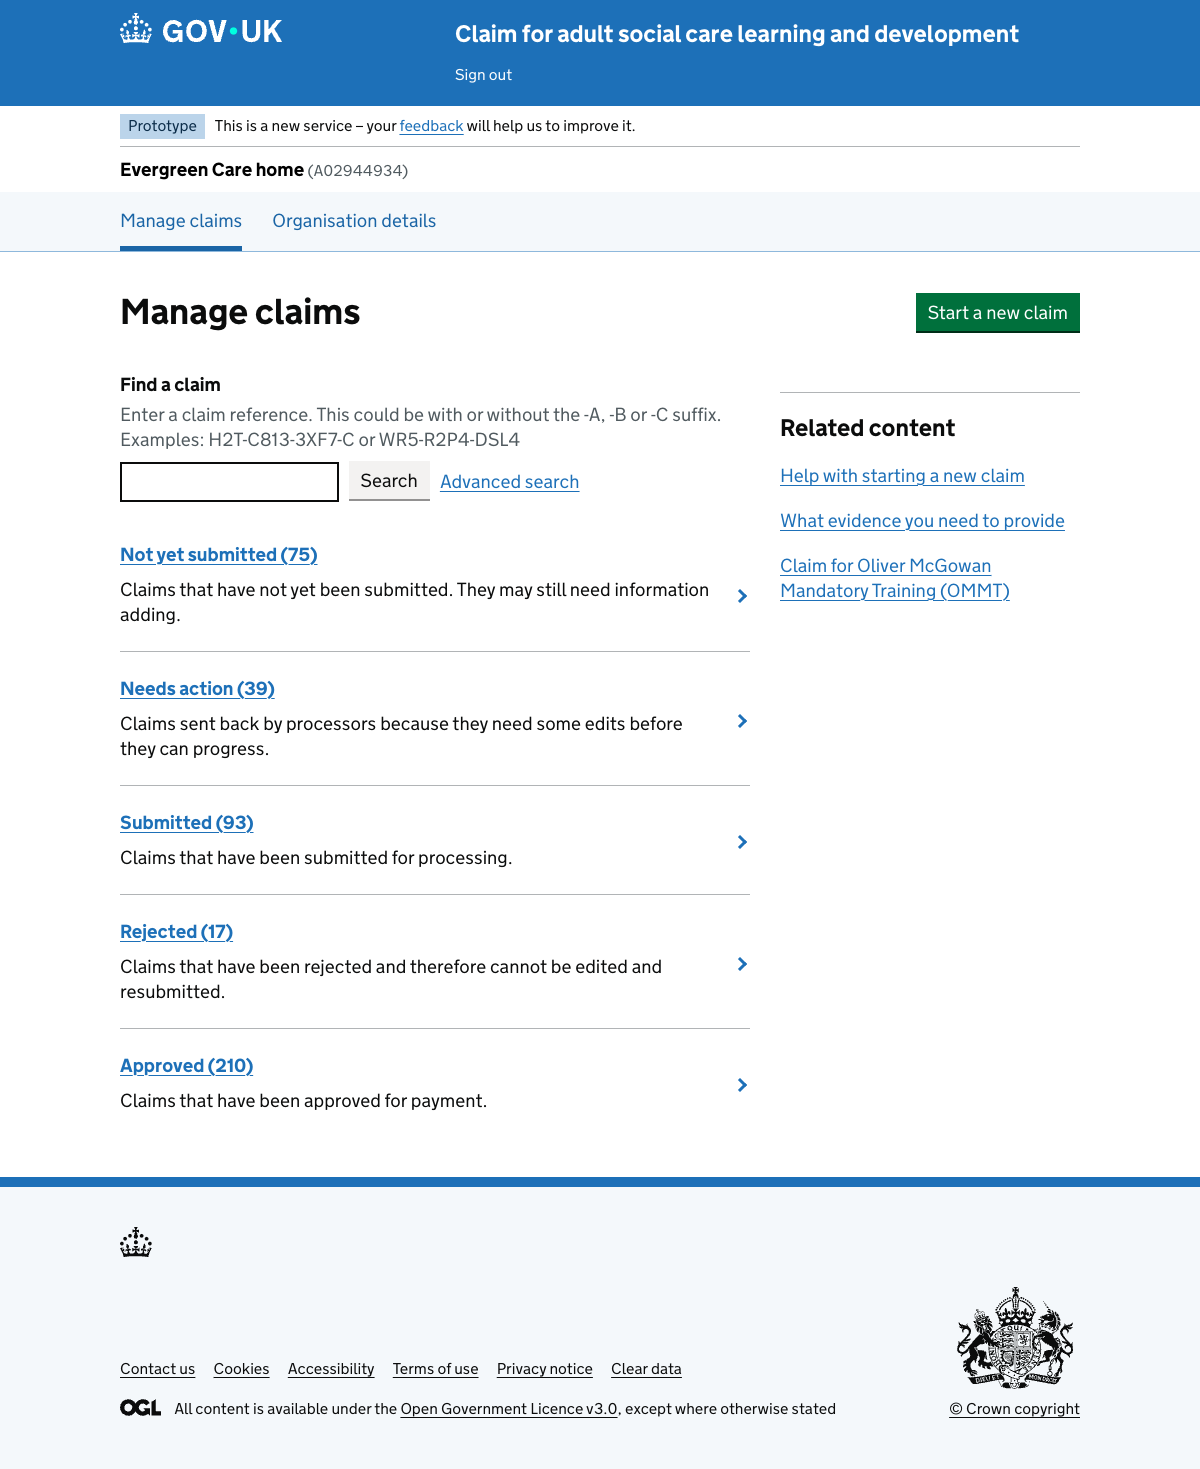 GOV•UK
Claim for adult social care learning and development
Sign out
Prototype This is a new service – your feedback will help us to improve it.
Evergreen Care home (A02944934)
Manage claims Organisation details
Manage claims
Start a new claim
Find a claim
Enter a claim reference. This could be with or without the -A, -B or -C suffix.
Examples: H2T-C813-3XF7-C or WR5-R2P4-DSL4
Search Advanced search
Not yet submitted (75)
Claims that have not yet been submitted. They may still need information
adding.
Needs action (39)
Claims sent back by processors because they need some edits before
they can progress.
Submitted (93)
Claims that have been submitted for processing.
Rejected (17)
Claims that have been rejected and therefore cannot be edited and
resubmitted.
Approved (210)
Claims that have been approved for payment.
Related content
Help with starting a new claim
What evidence you need to provide
Claim for Oliver McGowan
Mandatory Training (OMMT)
Contact us Cookies Accessibility Terms of use Privacy notice Clear data
OGL All content is available under the Open Government Licence v3.0, except where otherwise stated
© Crown copyright